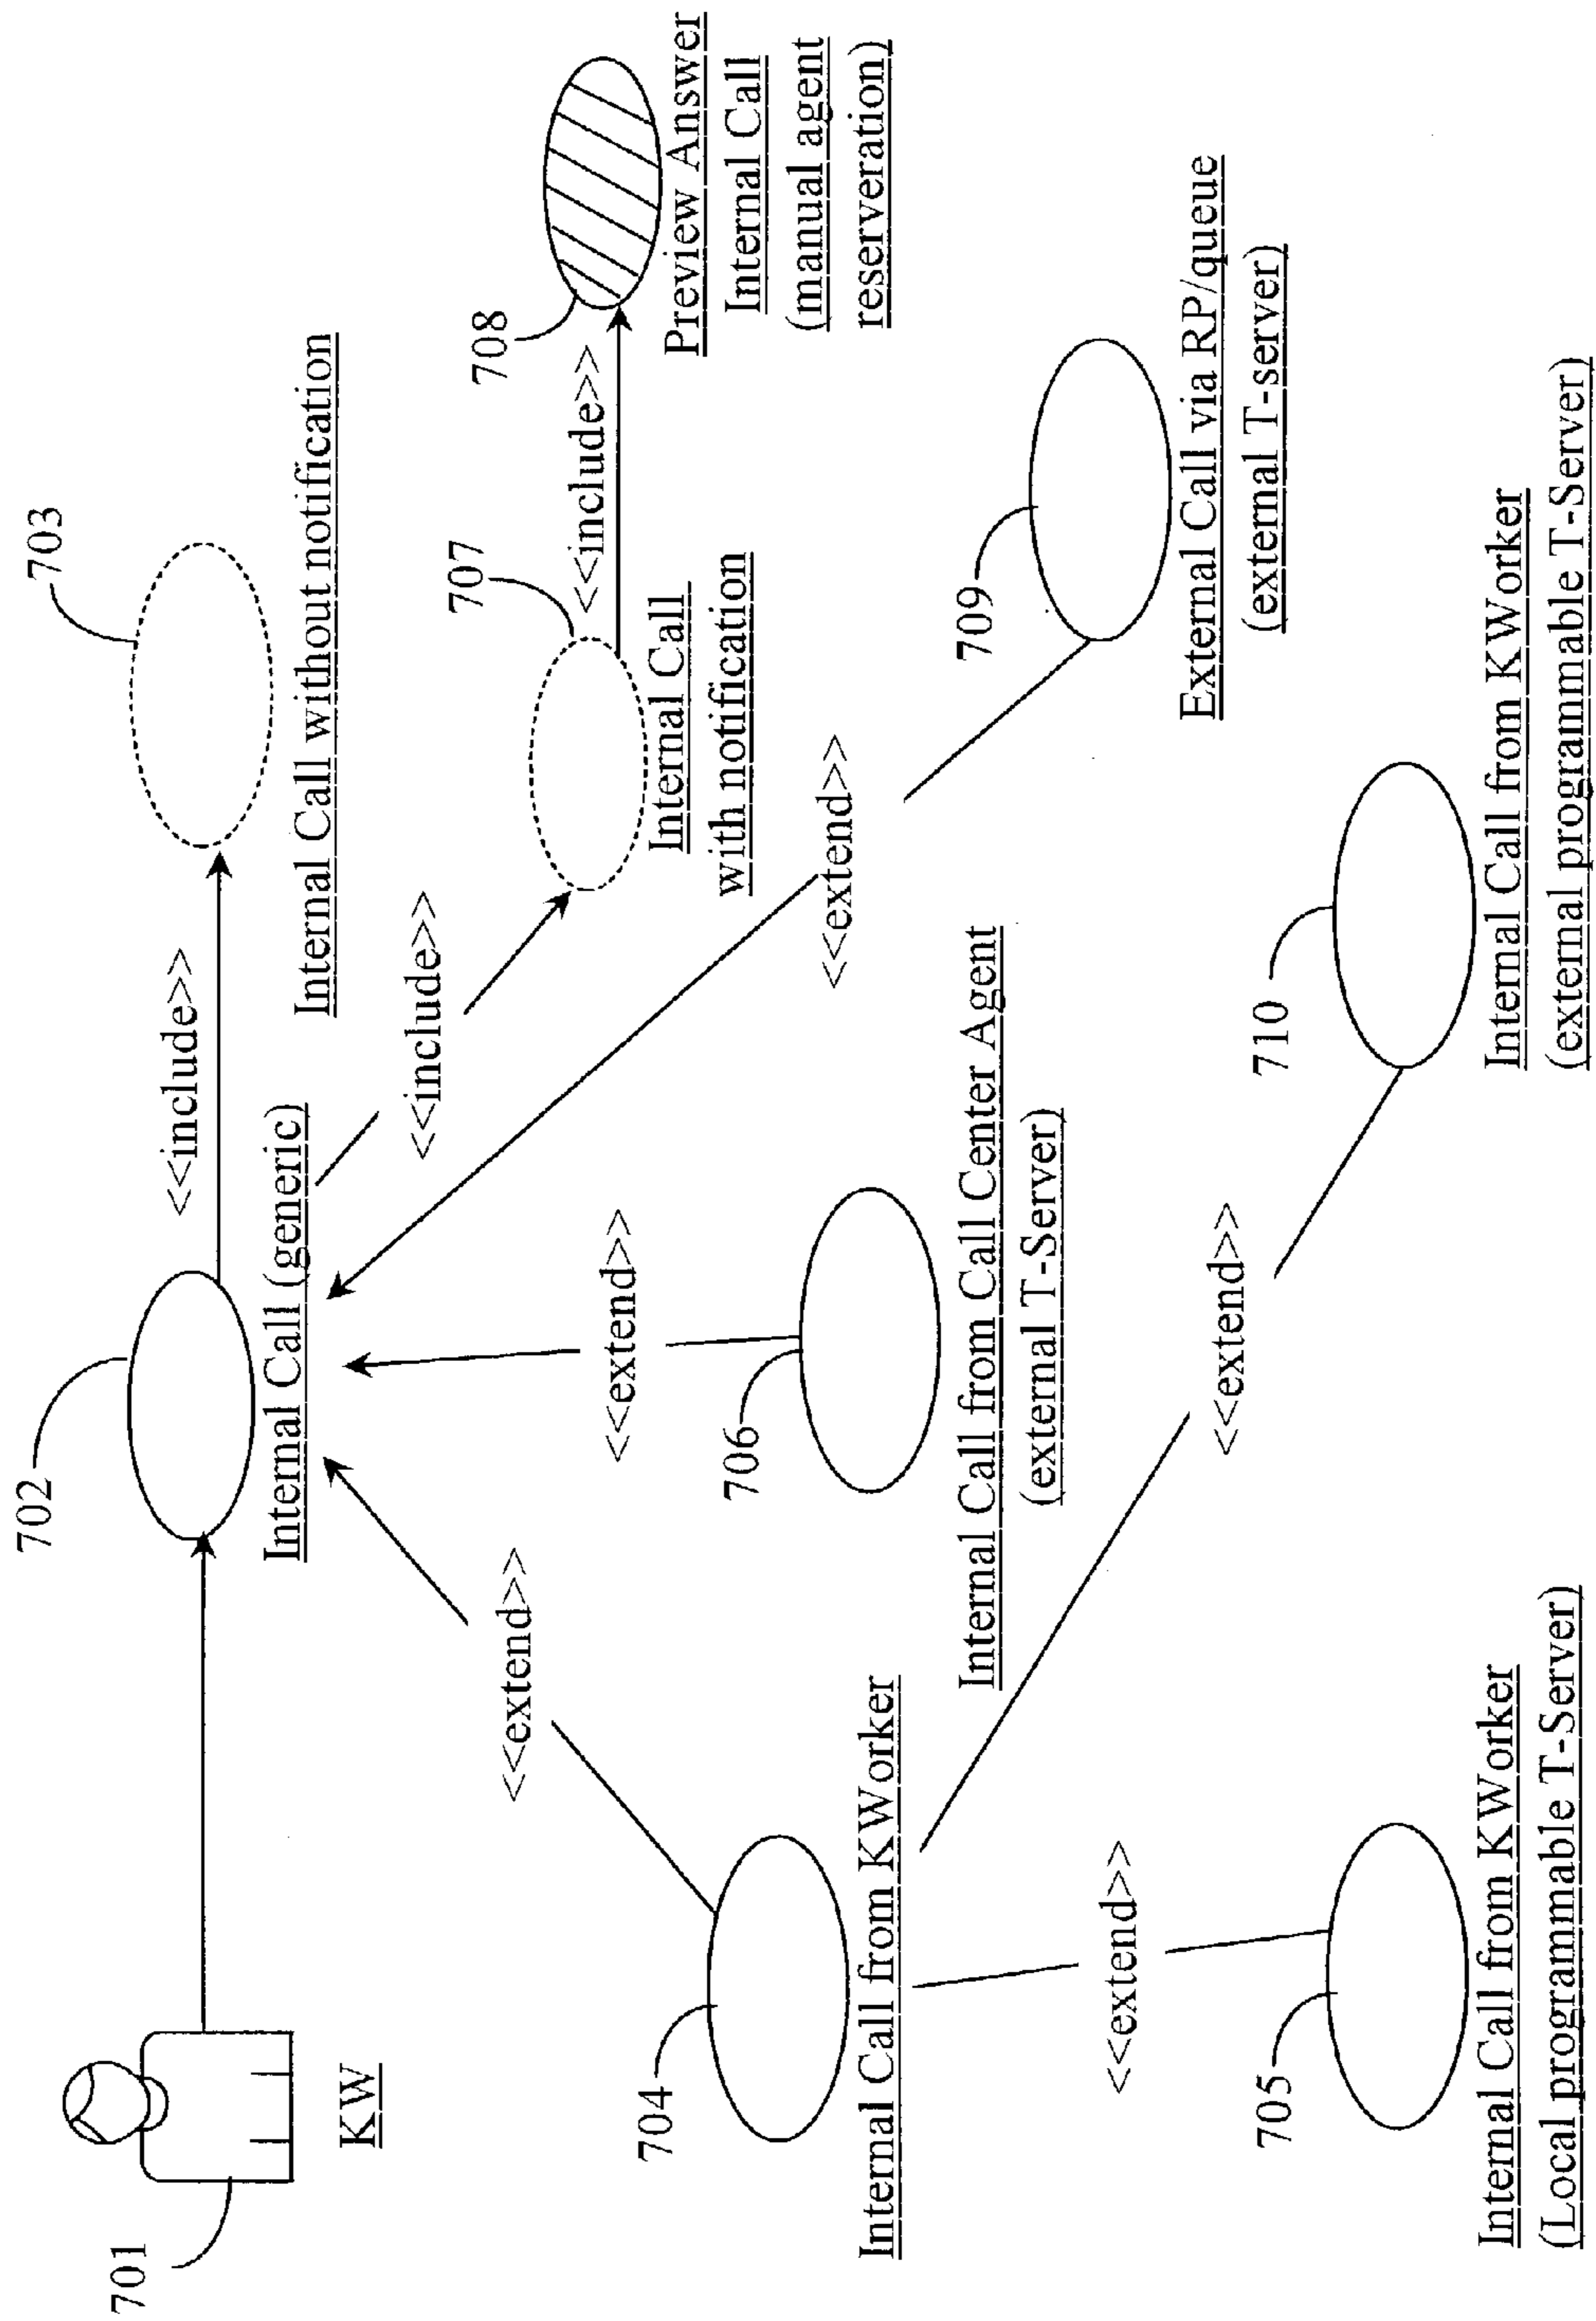 701
KW
702
Internal Call (generic)
<<include>>
703
Internal Call without notification
<<include>>
707
Internal Call
with notification
<<include>>
708
Preview Answer
Internal Call
(manual agent
reserveration)
704
Internal Call from KWorker
<<extend>>
<<extend>>
706
Internal Call from Call Center Agent
(external T-Server)
<<extend>>
709
External Call via RP/queue
(external T-server)
<<extend>>
705
Internal Call from KWorker
(Local programmable T-Server)
<<extend>>
710
Internal Call from KWorker
(external programmable T-Server)